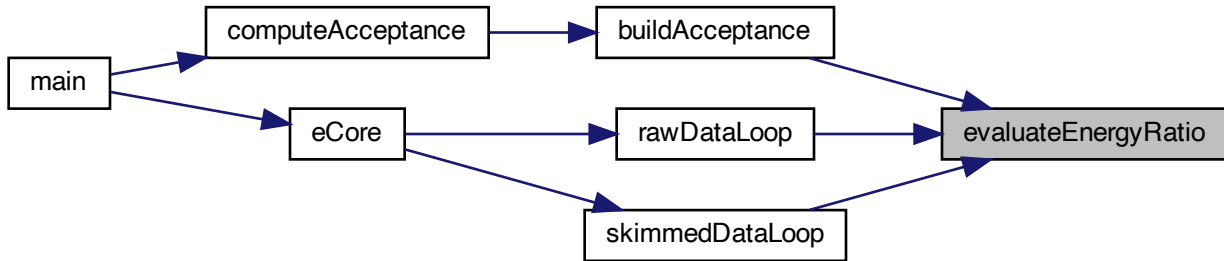 computeAcceptance
buildAcceptance
main
eCore
rawDataLoop
evaluateEnergyRatio
skimmedDataLoop